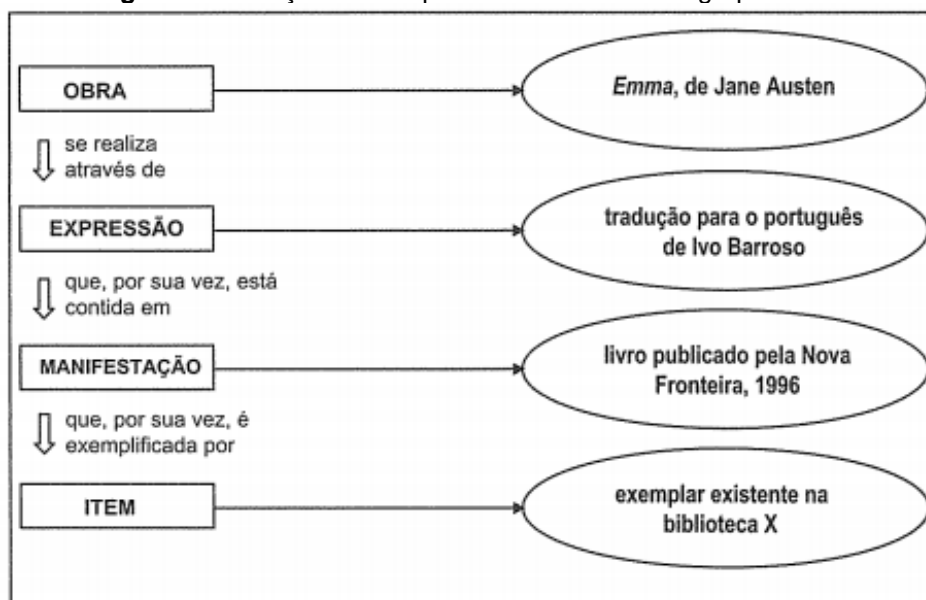 OBRA
Emma, de Jane Austen
se realiza
através de
EXPRESSÃO
tradução para o português
de Ivo Barroso
que, por sua vez, está
contida em
MANIFESTAÇÃO
livro publicado pela Nova
Fronteira, 1996
que, por sua vez, é
exemplificada por
ITEM
exemplar existente na
biblioteca X